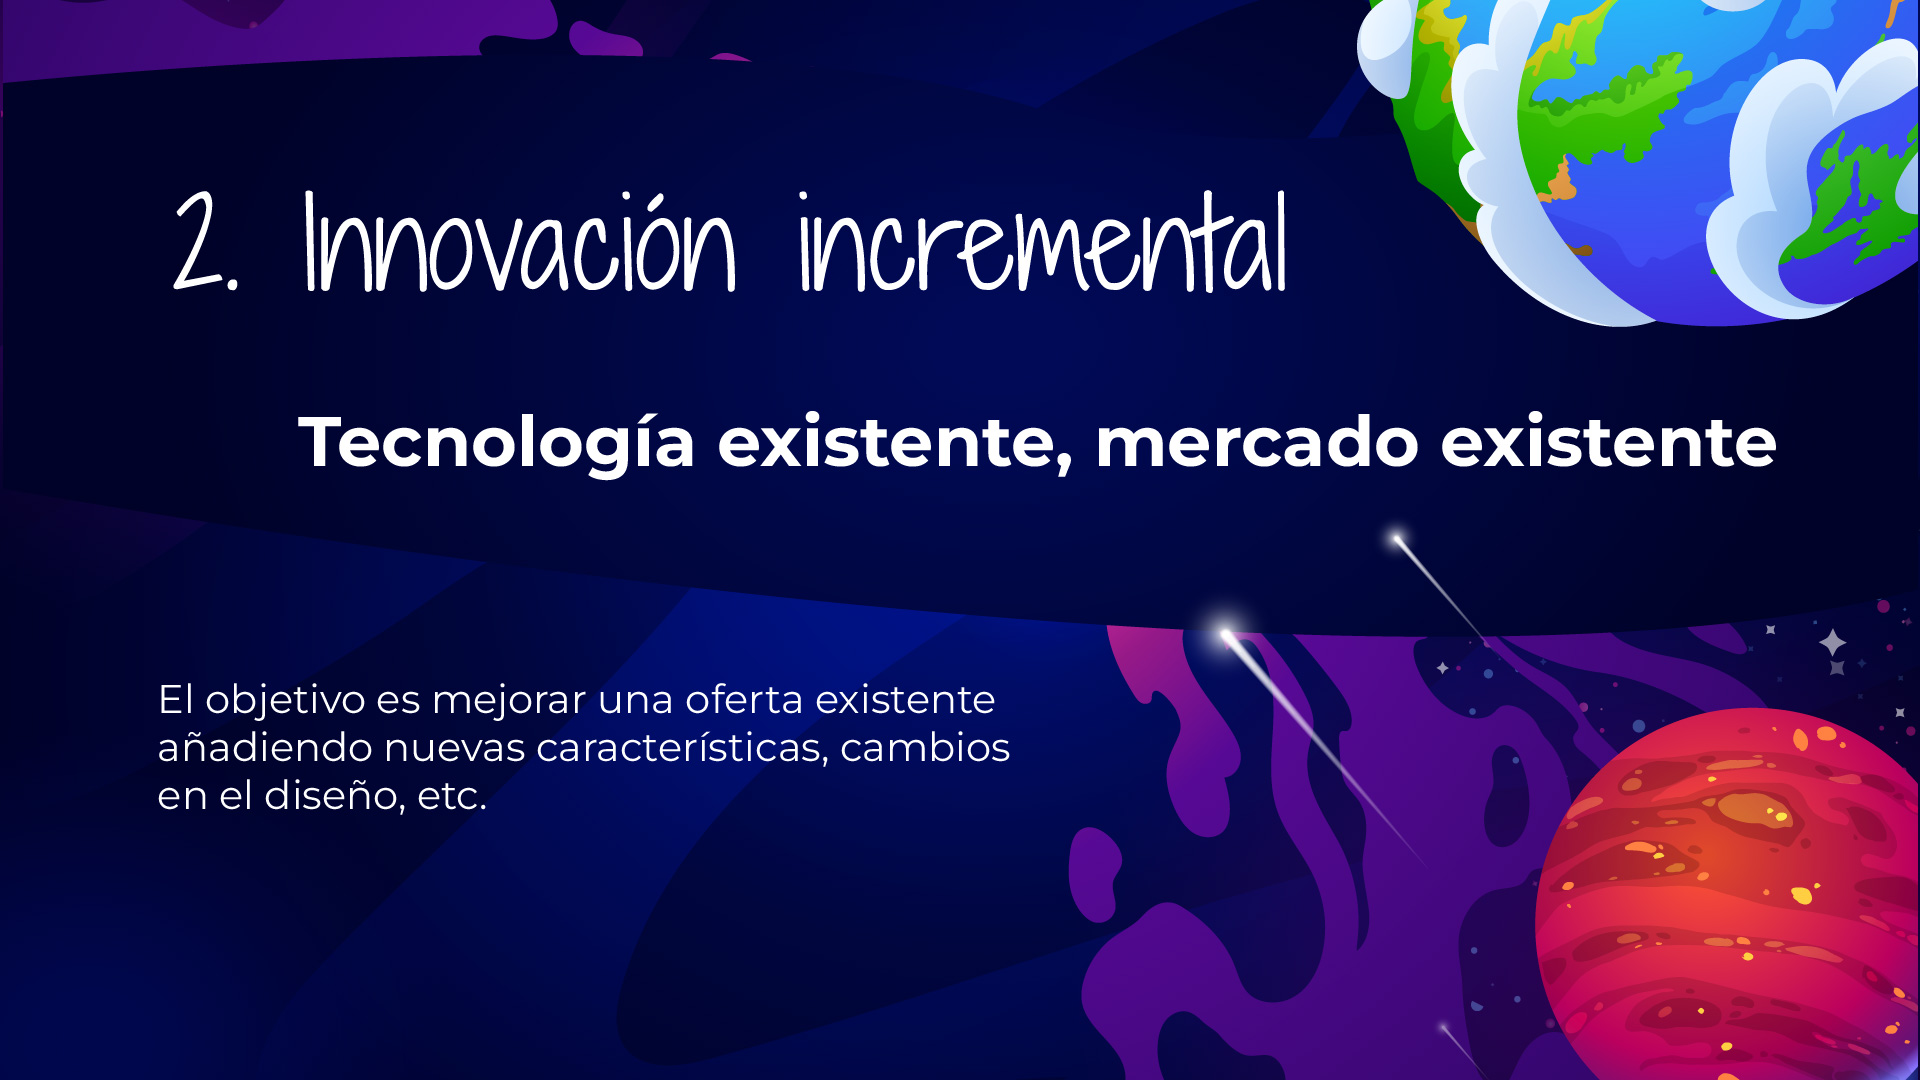 2. Innovación incremental
Tecnología existente, mercado existente
El objetivo es mejorar una oferta existente
añadiendo nuevas características, cambios
en el diseño, etc.